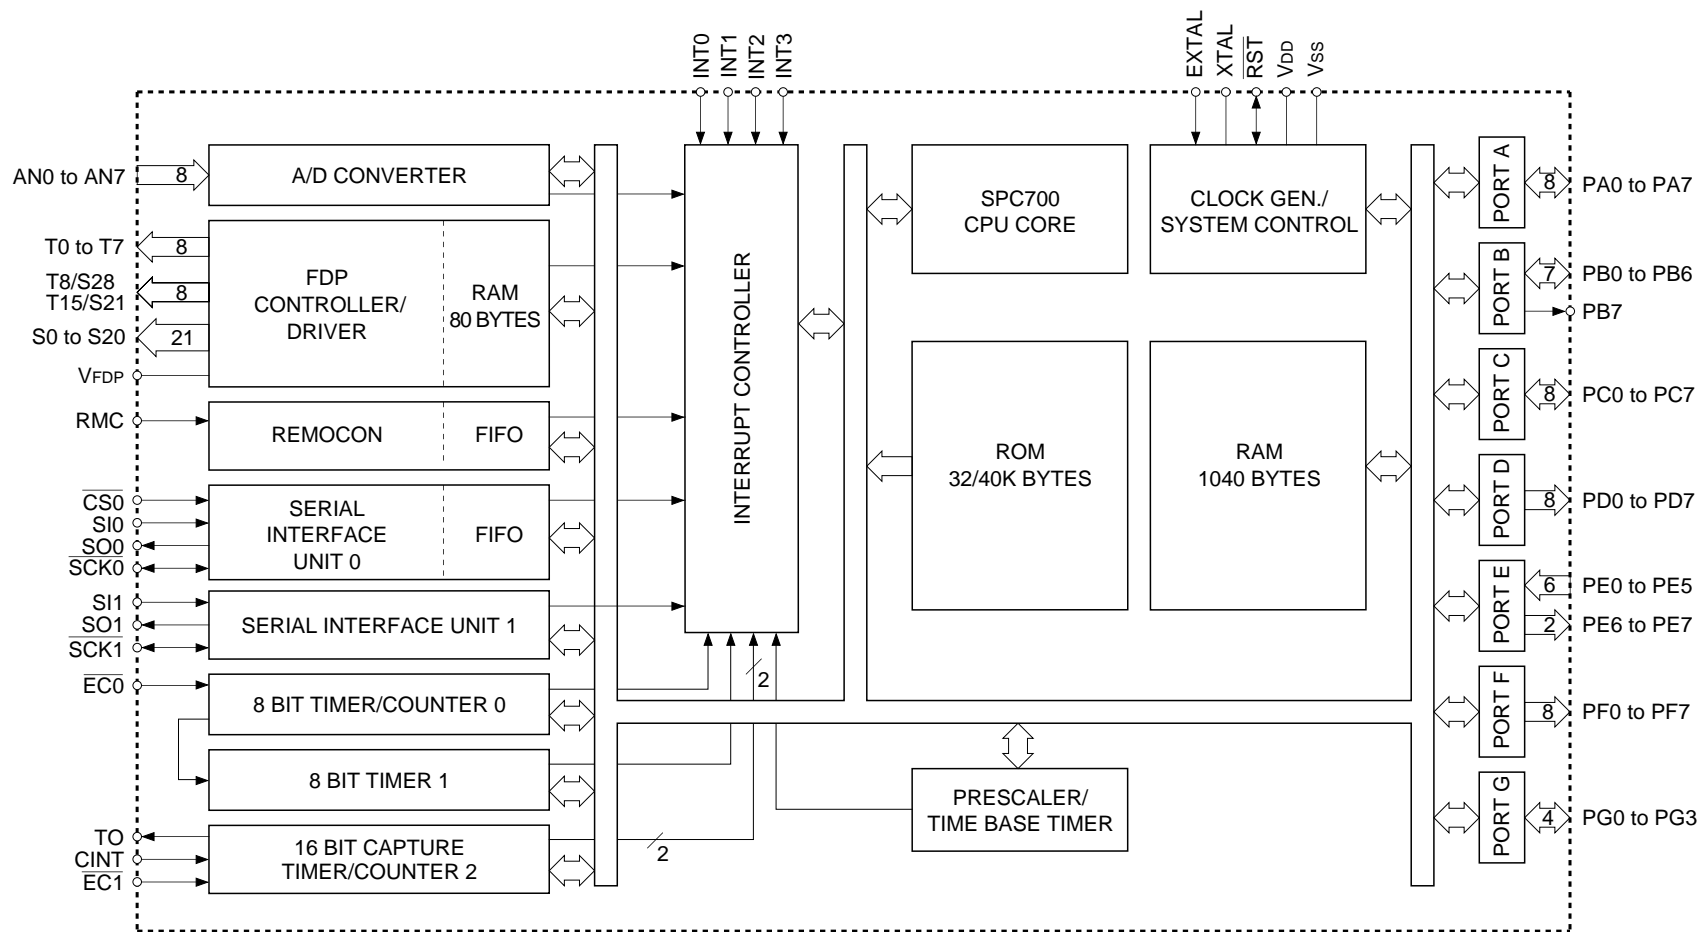 INT0
INT1
INT2
INT3
EXTAL
XTAL
RST
VDD
VSS
AN0 to AN7
8
A/D CONVERTER
T0 to T7
8
T8/S28
T15/S21
8
S0 to S20
21
VFDP
FDP
CONTROLLER/
DRIVER
RAM
80 BYTES
RMC
REMOCON
FIFO
CS0
SI0
SO0
SCK0
SERIAL
INTERFACE
UNIT 0
FIFO
SI1
SO1
SCK1
SERIAL INTERFACE UNIT 1
EC0
8 BIT TIMER/COUNTER 0
8 BIT TIMER 1
TO
CINT
EC1
16 BIT CAPTURE
TIMER/COUNTER 2
2
2
INTERRUPT CONTROLLER
SPC700
CPU CORE
CLOCK GEN./
SYSTEM CONTROL
ROM
32/40K BYTES
RAM
1040 BYTES
PRESCALER/
TIME BASE TIMER
PORT A
8
PA0 to PA7
PORT B
7
PB0 to PB6
PB7
PORT C
8
PC0 to PC7
PORT D
8
PD0 to PD7
PORT E
6
PE0 to PE5
2
PE6 to PE7
PORT F
8
PF0 to PF7
PORT G
4
PG0 to PG3